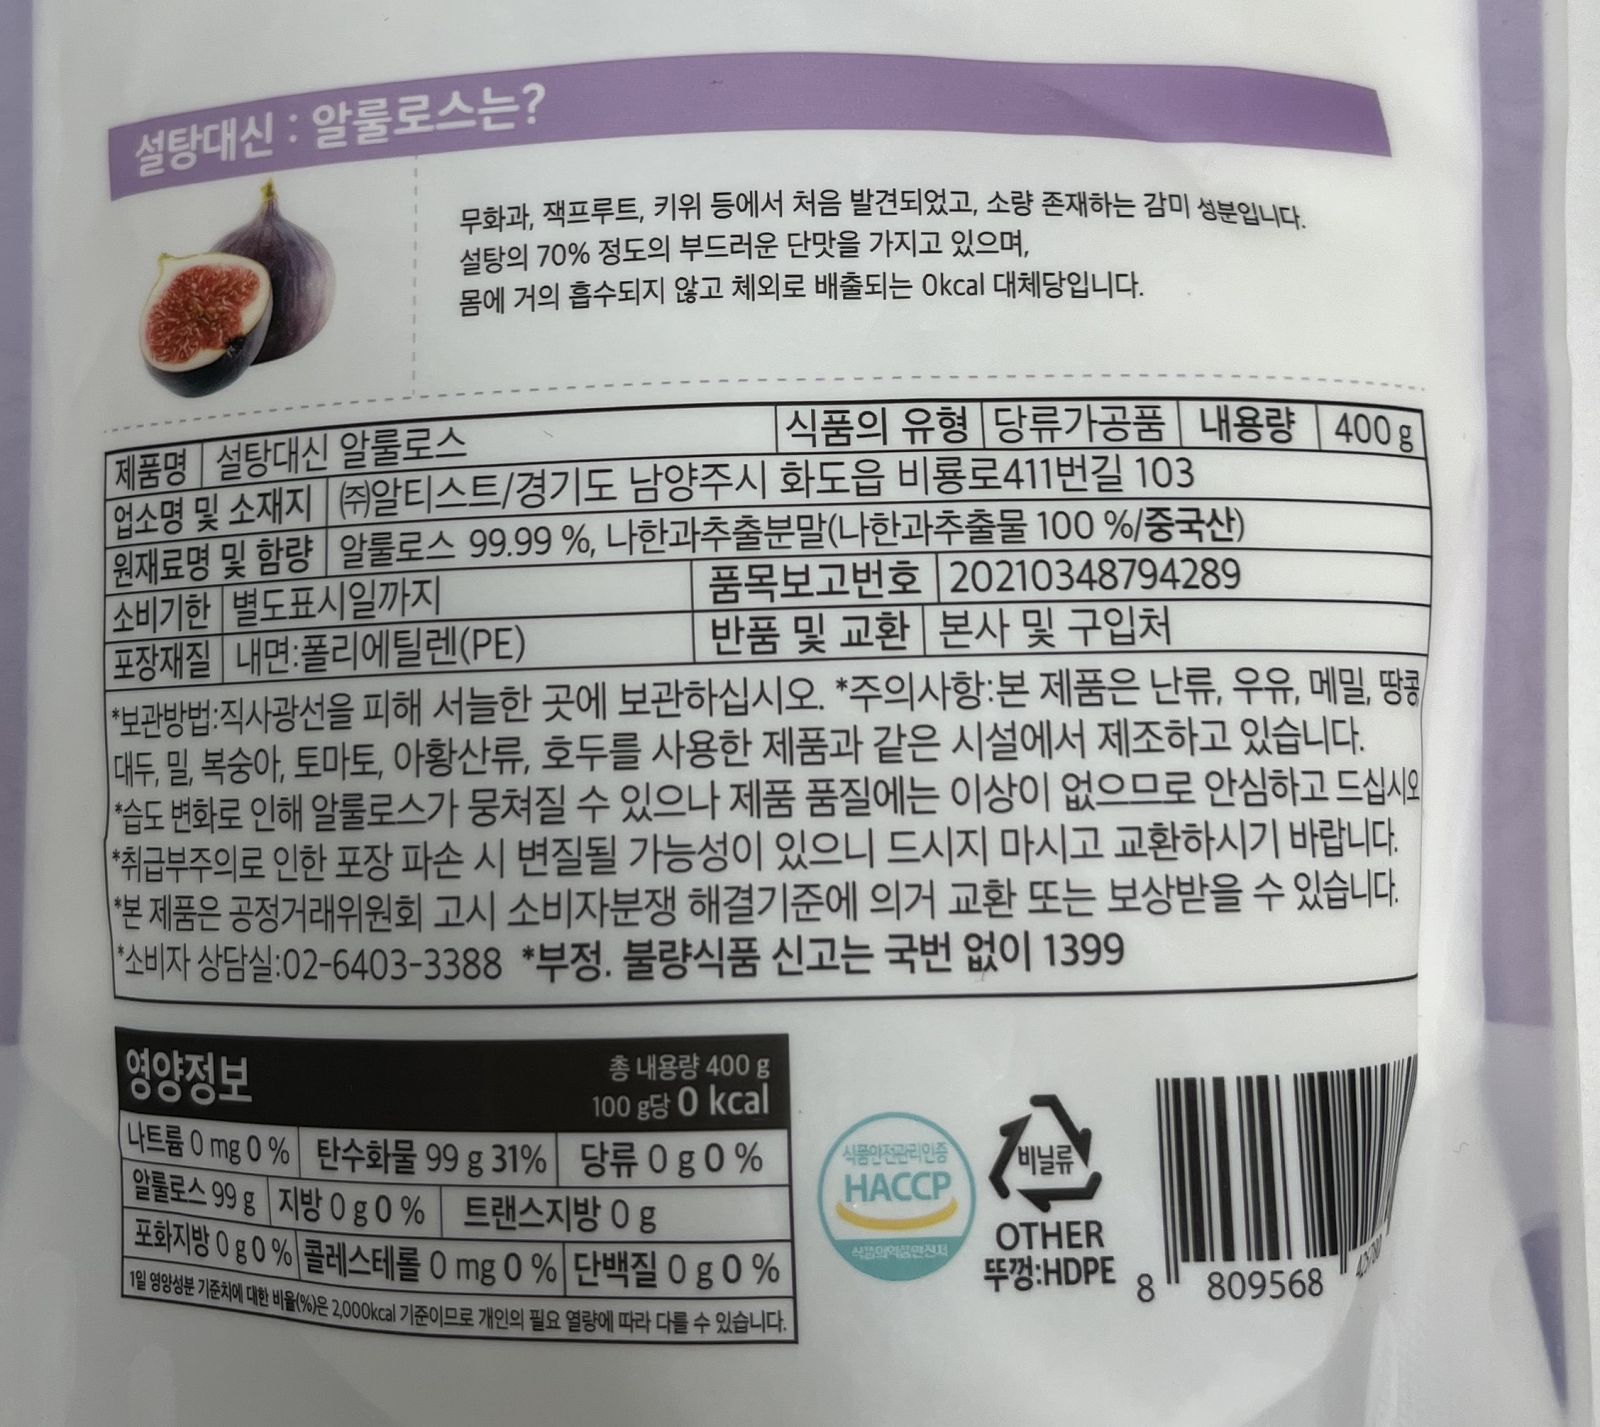 설탕대신 : 알룰로스는?
무화과, 잭프루트, 키위 등에서 처음 발견되었고, 소량 존재하는 감미 성분입니다.
설탕의 70% 정도의 부드러운 단맛을 가지고 있으며,
몸에 거의 흡수되지 않고 체외로 배출되는 0kcal 대체당입니다.
제품명 설탕대신 알룰로스 식품의 유형 당류가공품 내용량 400 g
업소명 및 소재지 ㈜알티스트/경기도 남양주시 화도읍 비룡로411번길 103
원재료명 및 함량 알룰로스 99.99 %, 나한과추출분말(나한과추출물 100 %/중국산)
소비기한 별도표시일까지 품목보고번호 20210348794289
포장재질 내면:폴리에틸렌(PE) 반품 및 교환 본사 및 구입처
*보관방법:직사광선을 피해 서늘한 곳에 보관하십시오. *주의사항:본 제품은 난류, 우유, 메밀, 땅콩
대두, 밀, 복숭아, 토마토, 아황산류, 호두를 사용한 제품과 같은 시설에서 제조하고 있습니다.
*습도 변화로 인해 알룰로스가 뭉쳐질 수 있으나 제품 품질에는 이상이 없으므로 안심하고 드십시오
*취급부주의로 인한 포장 파손 시 변질될 가능성이 있으니 드시지 마시고 교환하시기 바랍니다.
*본 제품은 공정거래위원회 고시 소비자분쟁 해결기준에 의거 교환 또는 보상받을 수 있습니다.
*소비자 상담실:02-6403-3388 *부정. 불량식품 신고는 국번 없이 1399
영양정보 총 내용량 400 g
100 g당 0 kcal
나트륨 0 mg 0 % 탄수화물 99 g 31% 당류 0 g 0 %
알룰로스 99 g 지방 0 g 0 % 트랜스지방 0 g
포화지방 0 g 0 % 콜레스테롤 0 mg 0 % 단백질 0 g 0 %
1일 영양성분 기준치에 대한 비율(%)은 2,000kcal 기준이므로 개인의 필요 열량에 따라 다를 수 있습니다.
식품안전관리인증
HACCP
식품의약품안전처
비닐류
OTHER
뚜껑:HDPE
8 809568